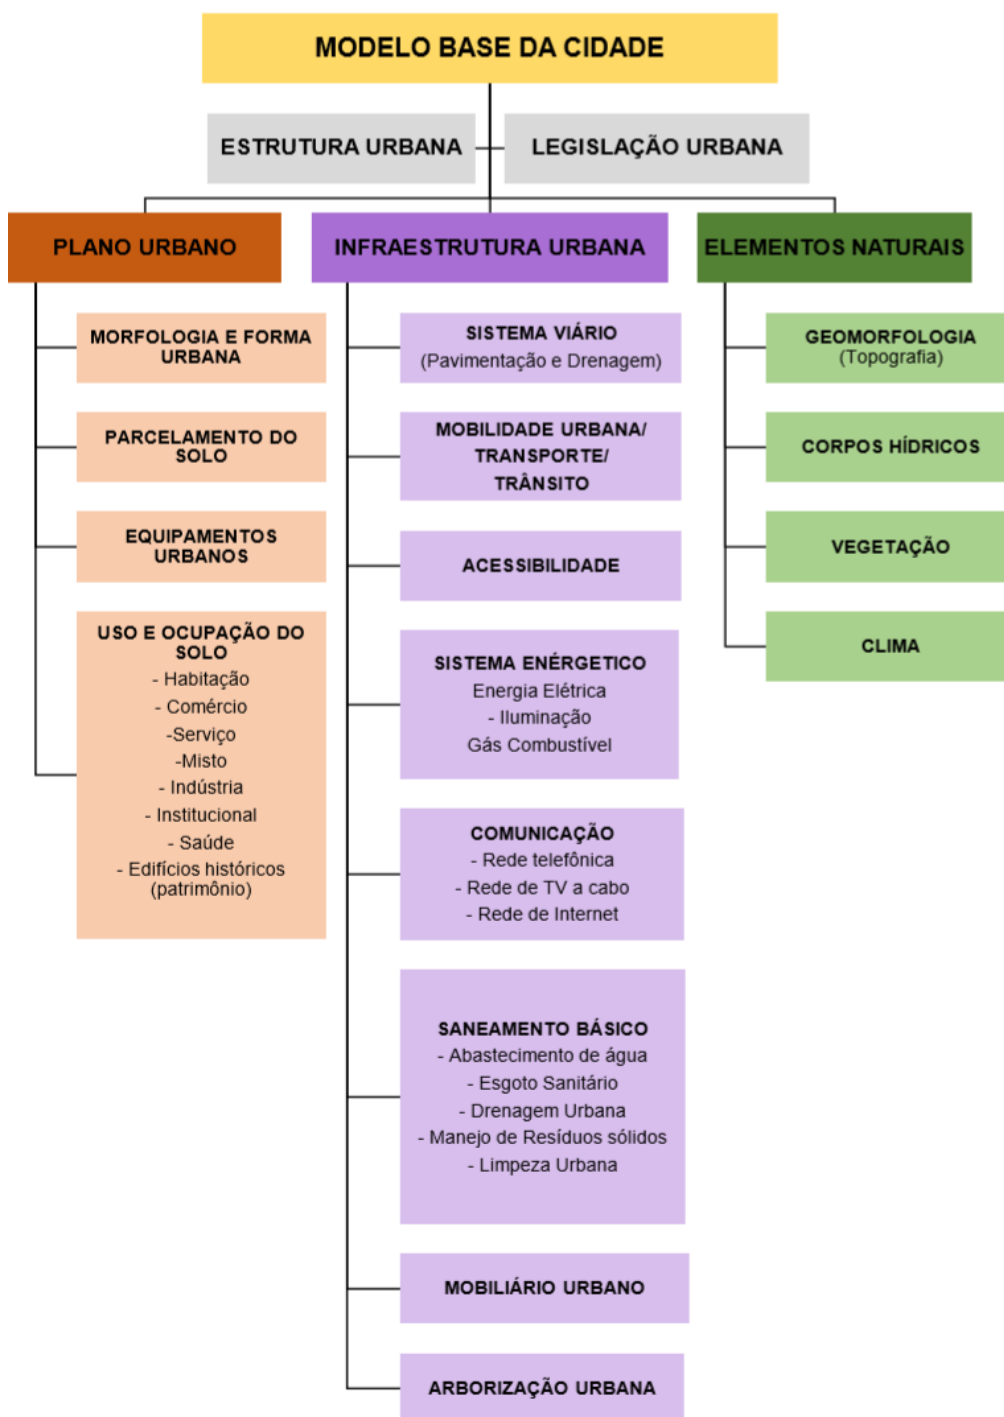 MODELO BASE DA CIDADE
ESTRUTURA URBANA
LEGISLAÇÃO URBANA
PLANO URBANO
INFRAESTRUTURA URBANA
ELEMENTOS NATURAIS
MORFOLOGIA E FORMA
URBANA
PARCELAMENTO DO
SOLO
EQUIPAMENTOS
URBANOS
USO E OCUPAÇÃO DO
SOLO
- Habitação
- Comércio
-Serviço
-Misto
- Indústria
- Institucional
- Saúde
- Edifícios históricos
(patrimônio)
SISTEMA VIÁRIO
(Pavimentação e Drenagem)
MOBILIDADE URBANA/
TRANSPORTE/
TRÂNSITO
ACESSIBILIDADE
SISTEMA ENÉRGETICO
Energia Elétrica
- Iluminação
Gás Combustível
COMUNICAÇÃO
- Rede telefônica
- Rede de TV a cabo
- Rede de Internet
SANEAMENTO BÁSICO
- Abastecimento de água
- Esgoto Sanitário
- Drenagem Urbana
- Manejo de Resíduos sólidos
- Limpeza Urbana
MOBILIÁRIO URBANO
ARBORIZAÇÃO URBANA
GEOMORFOLOGIA
(Topografia)
CORPOS HÍDRICOS
VEGETAÇÃO
CLIMA